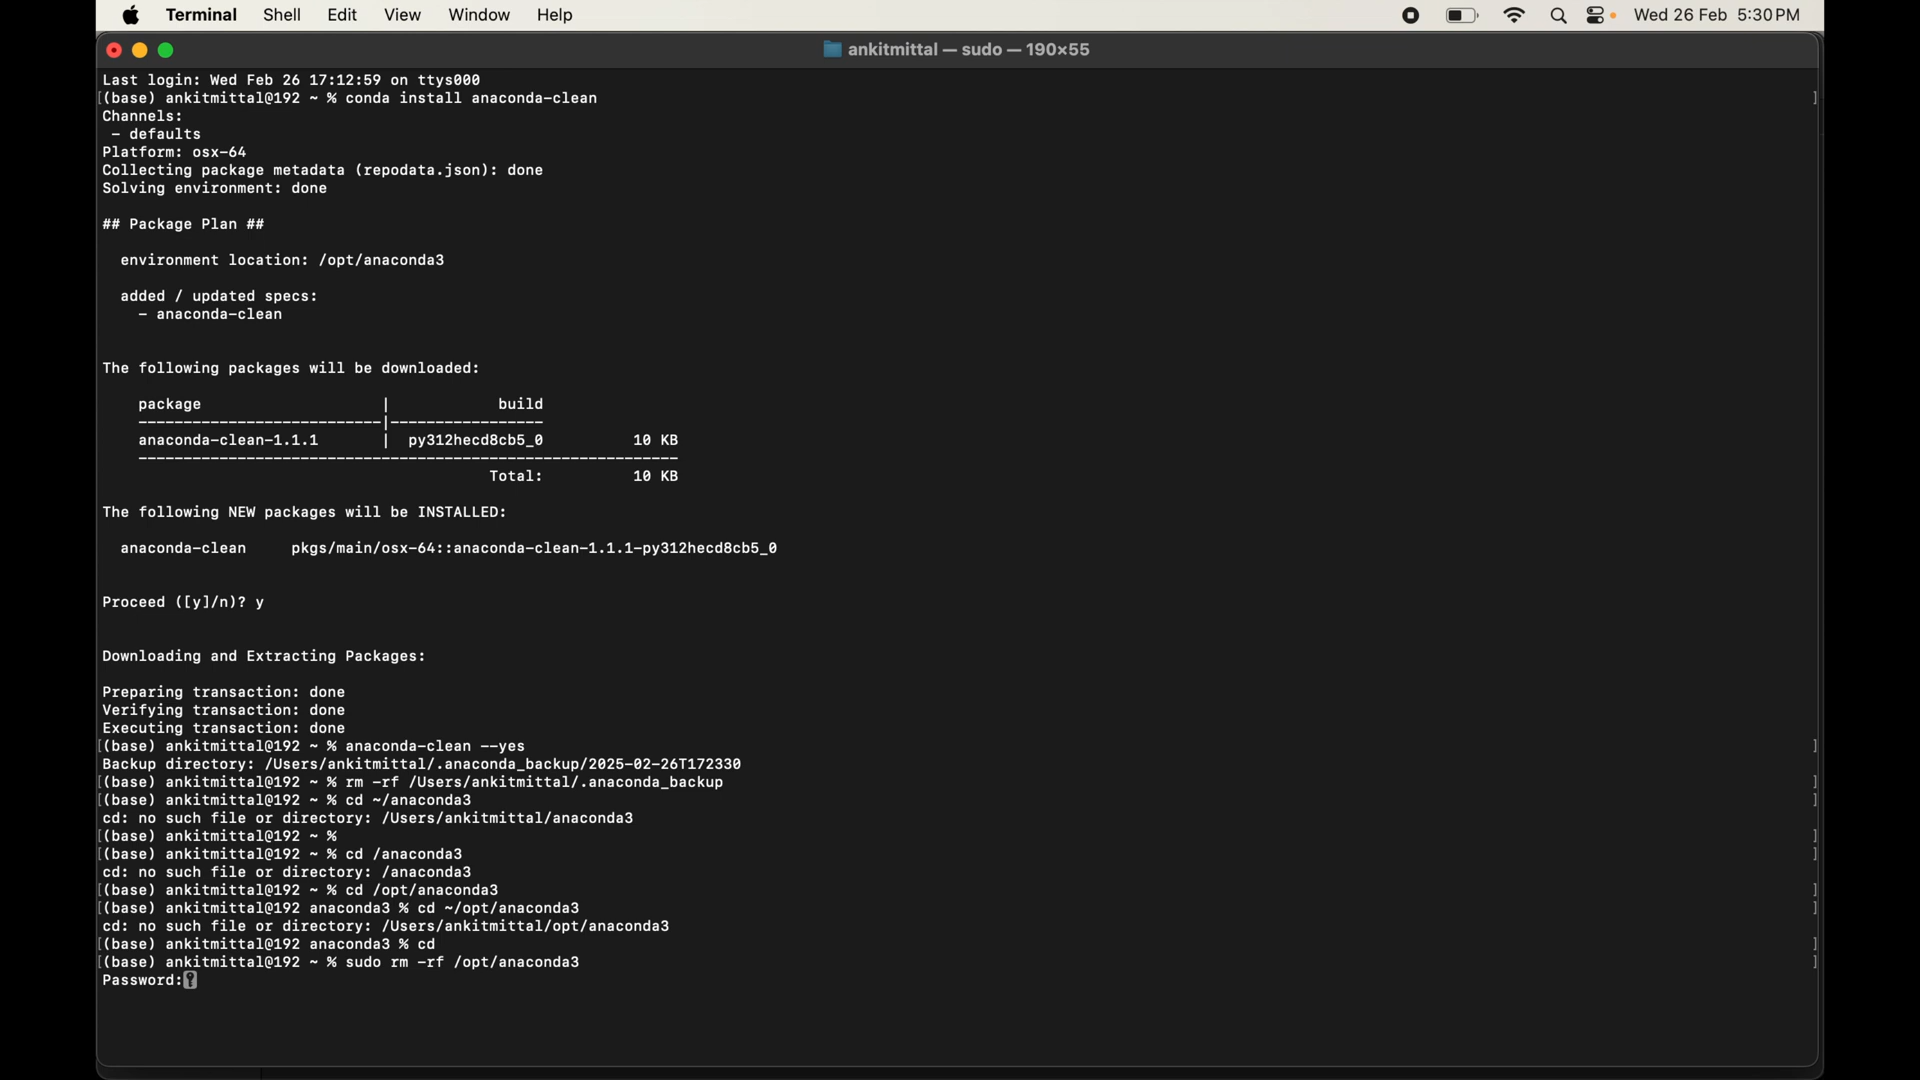 Terminal Shell Edit View Window Help Wed 26 Feb 5:30 PM
ankitmittal — sudo — 190×55
Last login: Wed Feb 26 17:12:59 on ttys000
[(base) ankitmittal@192 ~ % conda install anaconda-clean ]
Channels:
 - defaults
Platform: osx-64
Collecting package metadata (repodata.json): done
Solving environment: done
## Package Plan ##
environment location: /opt/anaconda3
added / updated specs:
- anaconda-clean
The following packages will be downloaded:
package | build
---------------------------|-----------------
anaconda-clean-1.1.1 | py312hecd8cb5_0 10 KB
------------------------------------------------------------
Total: 10 KB
The following NEW packages will be INSTALLED:
anaconda-clean pkgs/main/osx-64::anaconda-clean-1.1.1-py312hecd8cb5_0
Proceed ([y]/n)? y
Downloading and Extracting Packages:
Preparing transaction: done
Verifying transaction: done
Executing transaction: done
[(base) ankitmittal@192 ~ % anaconda-clean --yes ]
Backup directory: /Users/ankitmittal/.anaconda_backup/2025-02-26T172330
[(base) ankitmittal@192 ~ % rm -rf /Users/ankitmittal/.anaconda_backup ]
[(base) ankitmittal@192 ~ % cd ~/anaconda3 ]
cd: no such file or directory: /Users/ankitmittal/anaconda3
[(base) ankitmittal@192 ~ % ]
[(base) ankitmittal@192 ~ % cd /anaconda3 ]
cd: no such file or directory: /anaconda3
[(base) ankitmittal@192 ~ % cd /opt/anaconda3 ]
[(base) ankitmittal@192 anaconda3 % cd ~/opt/anaconda3 ]
cd: no such file or directory: /Users/ankitmittal/opt/anaconda3
[(base) ankitmittal@192 anaconda3 % cd ]
[(base) ankitmittal@192 ~ % sudo rm -rf /opt/anaconda3 ]
Password: